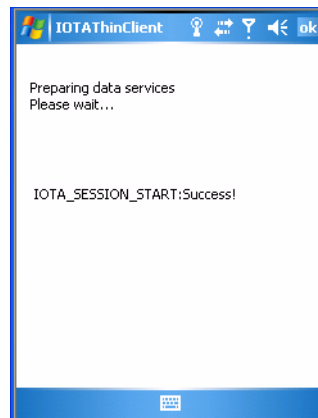 IOTAThinClient
ok
Preparing data services
Please wait...
IOTA_SESSION_START:Success!